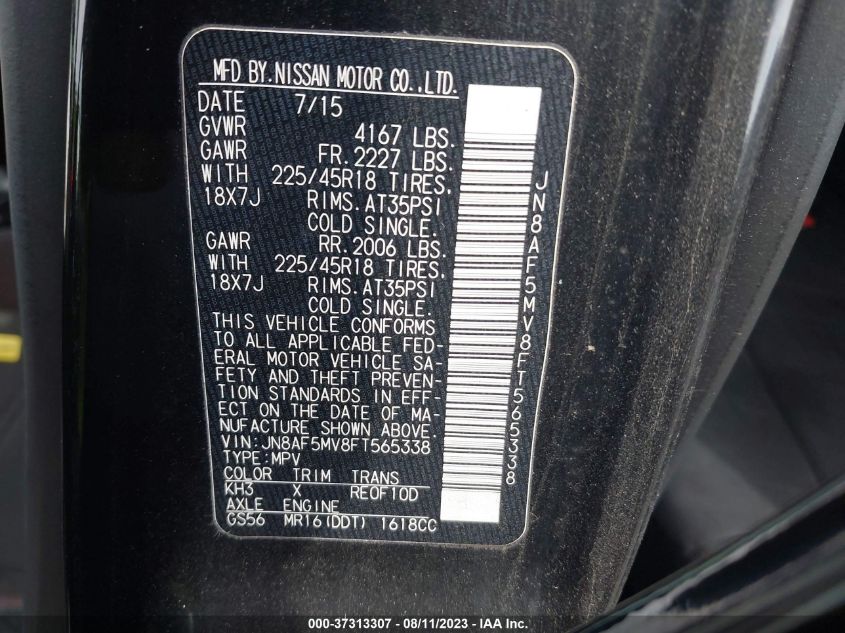 MFD BY.NISSAN MOTOR CO.,LTD.
DATE 7/15
GVWR 4167 LBS.
GAWR FR.2227 LBS.
WITH 225/45R18 TIRES.
18X7J RIMS.AT35PSI
COLD SINGLE.
GAWR RR.2006 LBS.
WITH 225/45R18 TIRES.
18X7J RIMS.AT35PSI
COLD SINGLE.
THIS VEHICLE CONFORMS
TO ALL APPLICABLE FED-
ERAL MOTOR VEHICLE SA-
FETY AND THEFT PREVEN-
TION STANDARDS IN EFF-
ECT ON THE DATE OF MA-
NUFACTURE SHOWN ABOVE.
VIN:JN8AF5MV8FT565338
TYPE:MPV
COLOR TRIM TRANS
KH3 X RE0F10D
AXLE ENGINE
GS56 MR16(DDT) 1618CC
JN8AF5MV8FT565338
000-37313307 - 08/11/2023 - IAA Inc.